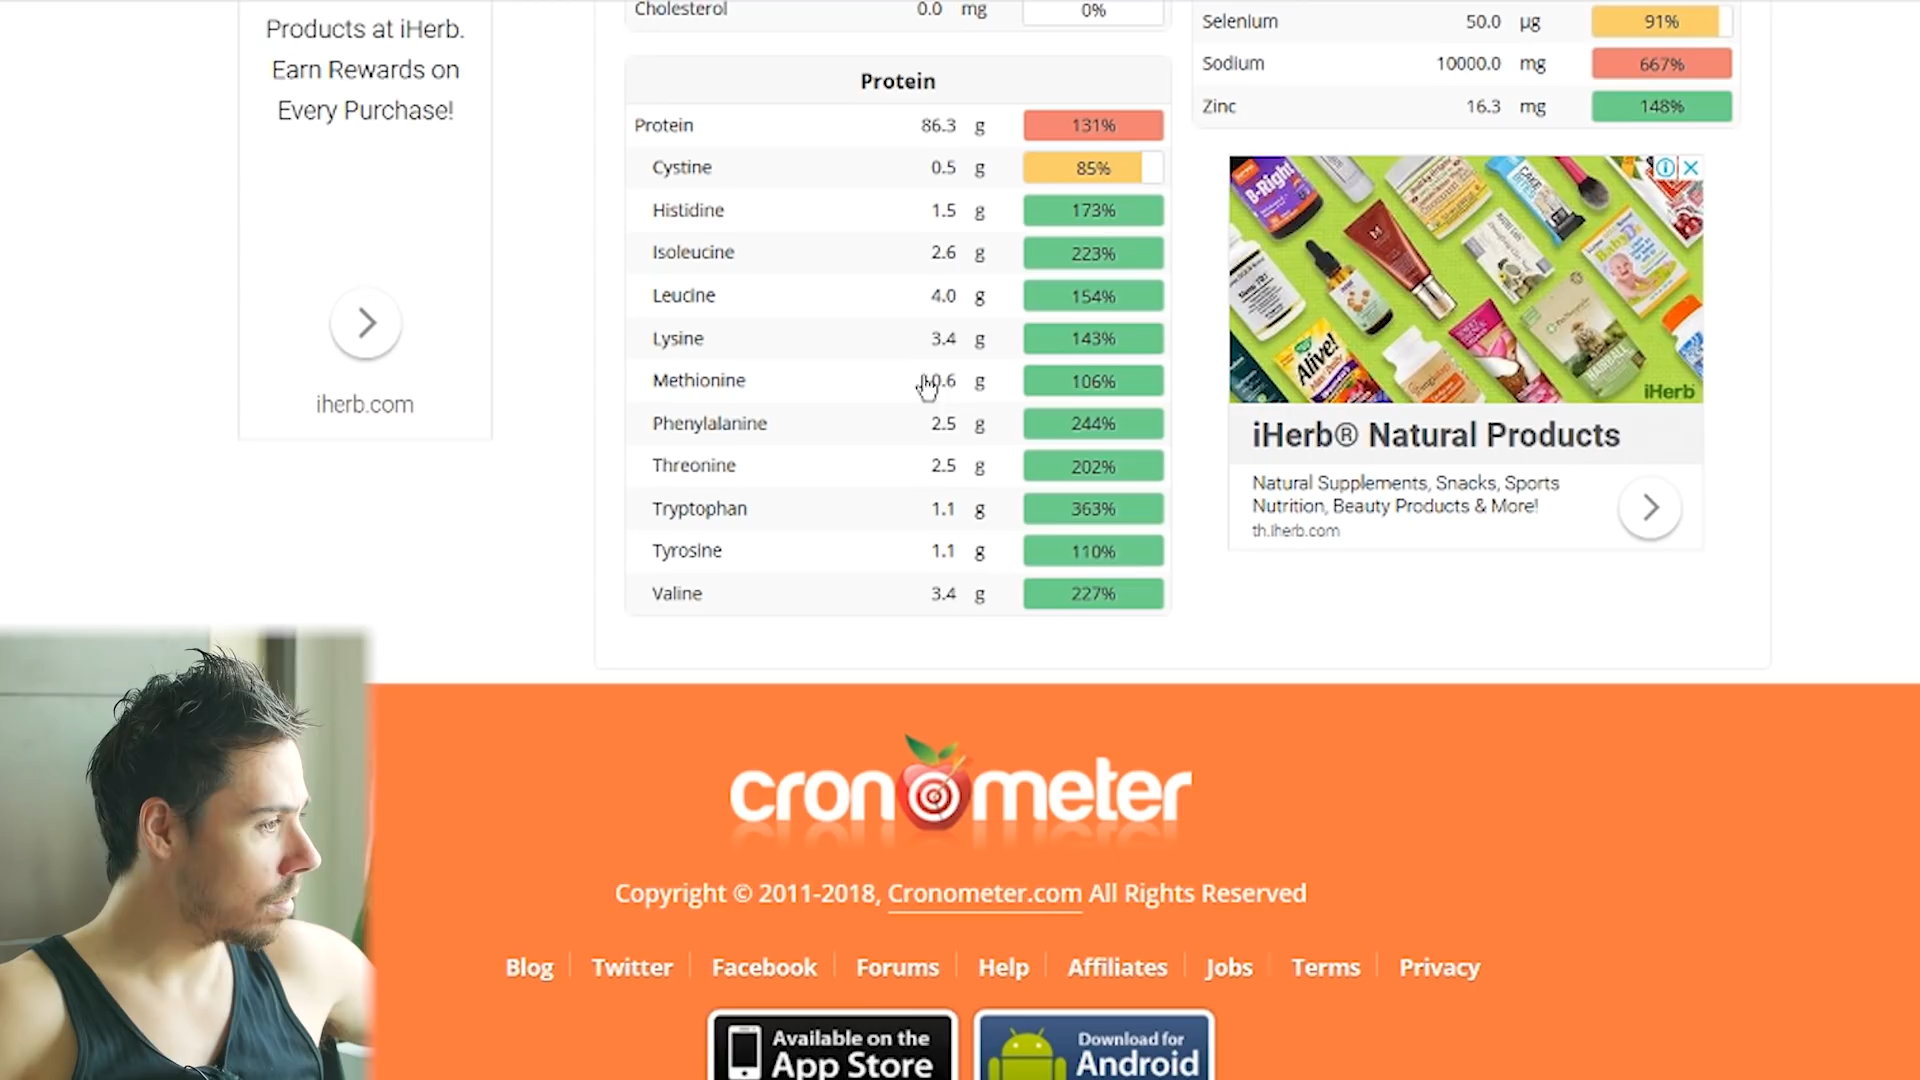 Products at iHerb.
Earn Rewards on
Every Purchase!
iherb.com
Cholesterol 0.0 mg 0%
Protein
Protein 86.3 g 131%
Cystine 0.5 g 85%
Histidine 1.5 g 173%
Isoleucine 2.6 g 223%
Leucine 4.0 g 154%
Lysine 3.4 g 143%
Methionine 0.6 g 106%
Phenylalanine 2.5 g 244%
Threonine 2.5 g 202%
Tryptophan 1.1 g 363%
Tyrosine 1.1 g 110%
Valine 3.4 g 227%
Selenium 50.0 µg 91%
Sodium 10000.0 mg 667%
Zinc 16.3 mg 148%
B-Right
CAKE
BITES
Alive!
iHerb
iHerb® Natural Products
Natural Supplements, Snacks, Sports
Nutrition, Beauty Products & More!
th.iherb.com
cronometer
Copyright © 2011-2018, Cronometer.com All Rights Reserved
Blog Twitter Facebook Forums Help Affiliates Jobs Terms Privacy
Available on the
App Store
Download for
Android